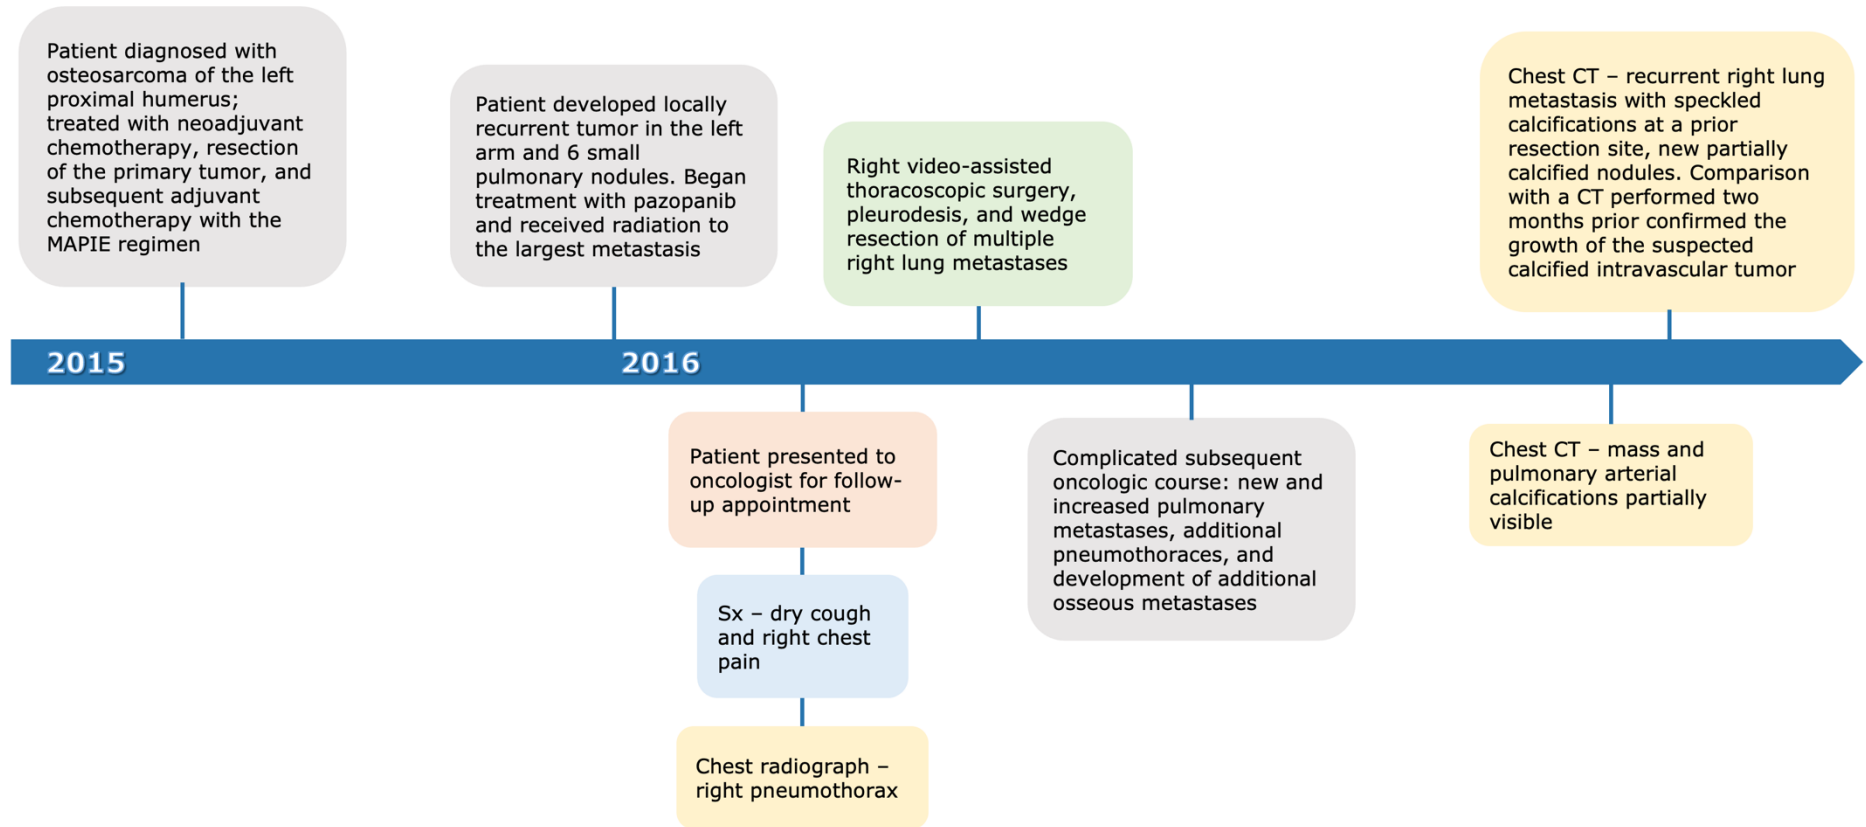 Patient diagnosed with
osteosarcoma of the left
proximal humerus;
treated with neoadjuvant
chemotherapy, resection
of the primary tumor, and
subsequent adjuvant
chemotherapy with the
MAPIE regimen
Patient developed locally
recurrent tumor in the left
arm and 6 small
pulmonary nodules. Began
treatment with pazopanib
and received radiation to
the largest metastasis
Right video-assisted
thoracoscopic surgery,
pleurodesis, and wedge
resection of multiple
right lung metastases
Chest CT – recurrent right lung
metastasis with speckled
calcifications at a prior
resection site, new partially
calcified nodules. Comparison
with a CT performed two
months prior confirmed the
growth of the suspected
calcified intravascular tumor
2015
2016
Patient presented to
oncologist for follow-
up appointment
Sx – dry cough
and right chest
pain
Chest radiograph –
right pneumothorax
Complicated subsequent
oncologic course: new and
increased pulmonary
metastases, additional
pneumothoraces, and
development of additional
osseous metastases
Chest CT – mass and
pulmonary arterial
calcifications partially
visible